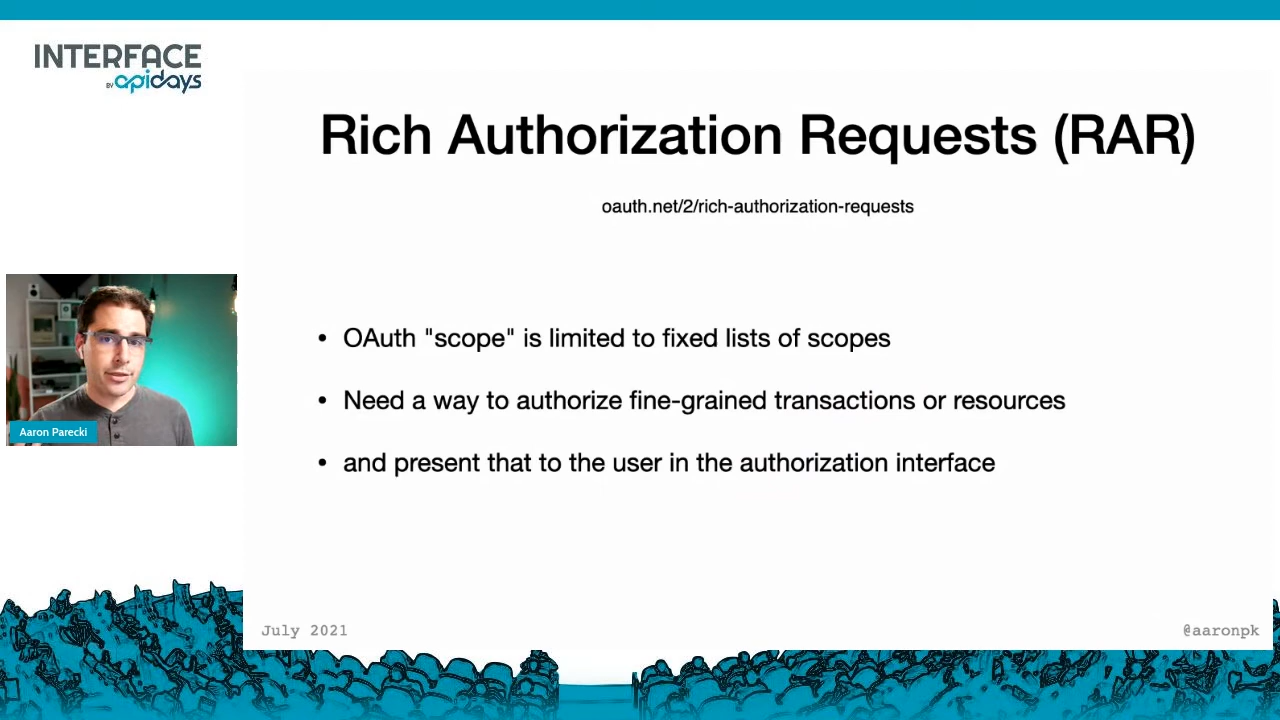 INTERFACE
BY apidays
Rich Authorization Requests (RAR)
oauth.net/2/rich-authorization-requests
• OAuth "scope" is limited to fixed lists of scopes
• Need a way to authorize fine-grained transactions or resources
• and present that to the user in the authorization interface
Aaron Parecki
July 2021
@aaronpk